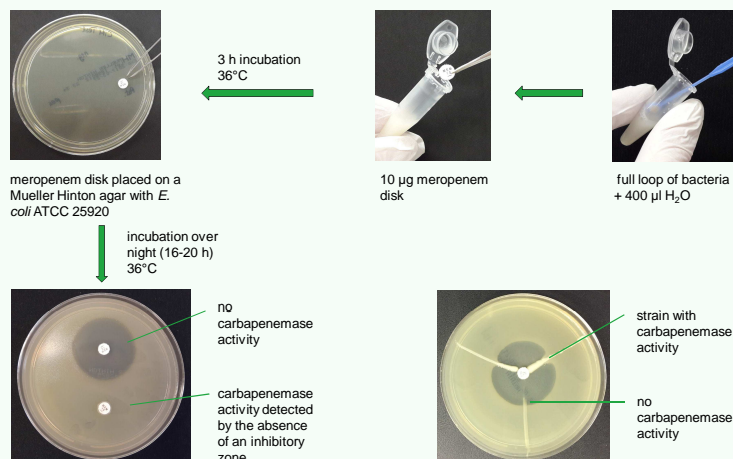 3 h incubation
36°C
meropenem disk placed on a
Mueller Hinton agar with E.
coli ATCC 25920
10 µg meropenem
disk
full loop of bacteria
+ 400 µl H₂O
incubation over
night (16-20 h)
36°C
no
carbapenemase
activity
carbapenemase
activity detected
by the absence
of an inhibitory
zone
strain with
carbapenemase
activity
no
carbapenemase
activity